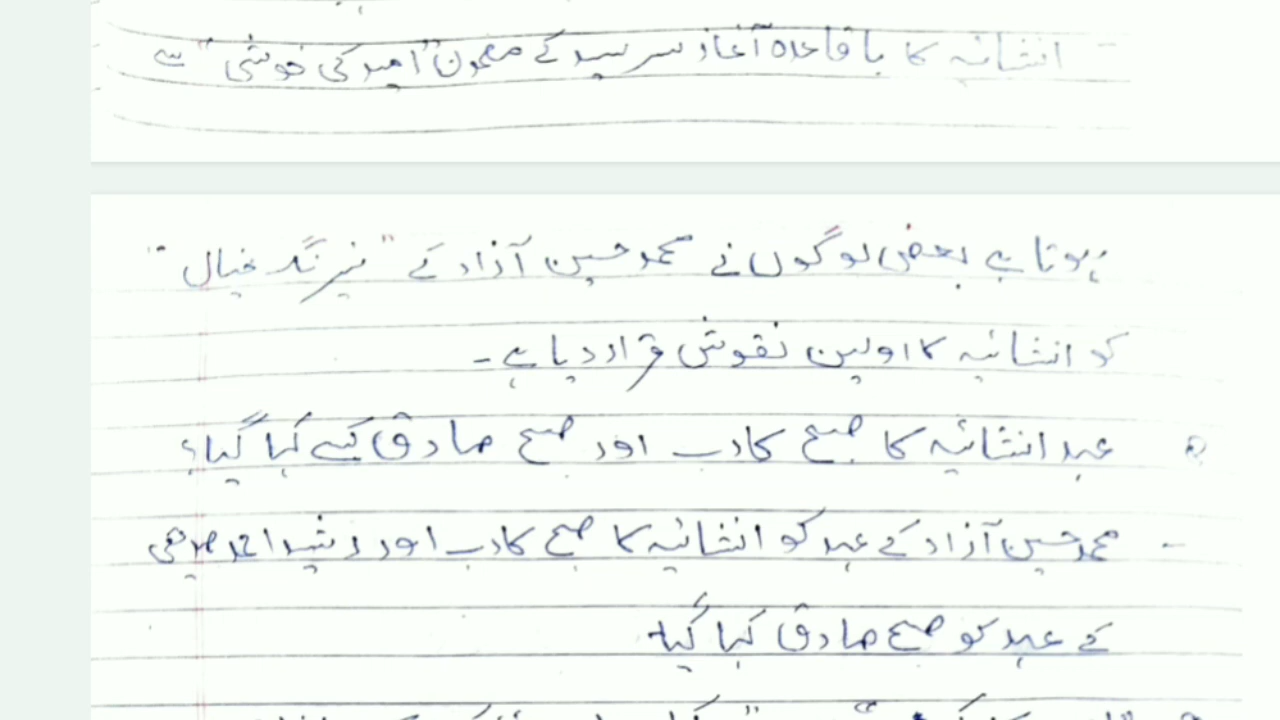 - انشائیہ کا باقاعدہ آغاز سرسید کے مضمون "امید کی خوشی" سے
ہوتا ہے بعض لوگوں نے محمد حسین آزاد کے "نیرنگ خیال"
کو انشائیہ کا اولین نقوش قرار دیا ہے۔
عہد انشائیہ کا صبح کاذب اور صبح صادق کسے کہا گیا؟
- محمد حسین آزاد کے عہد کو انشائیہ کا صبح کاذب اور رشید احمد صدیقی
کے عہد کو صبح صادق کہا گیا۔